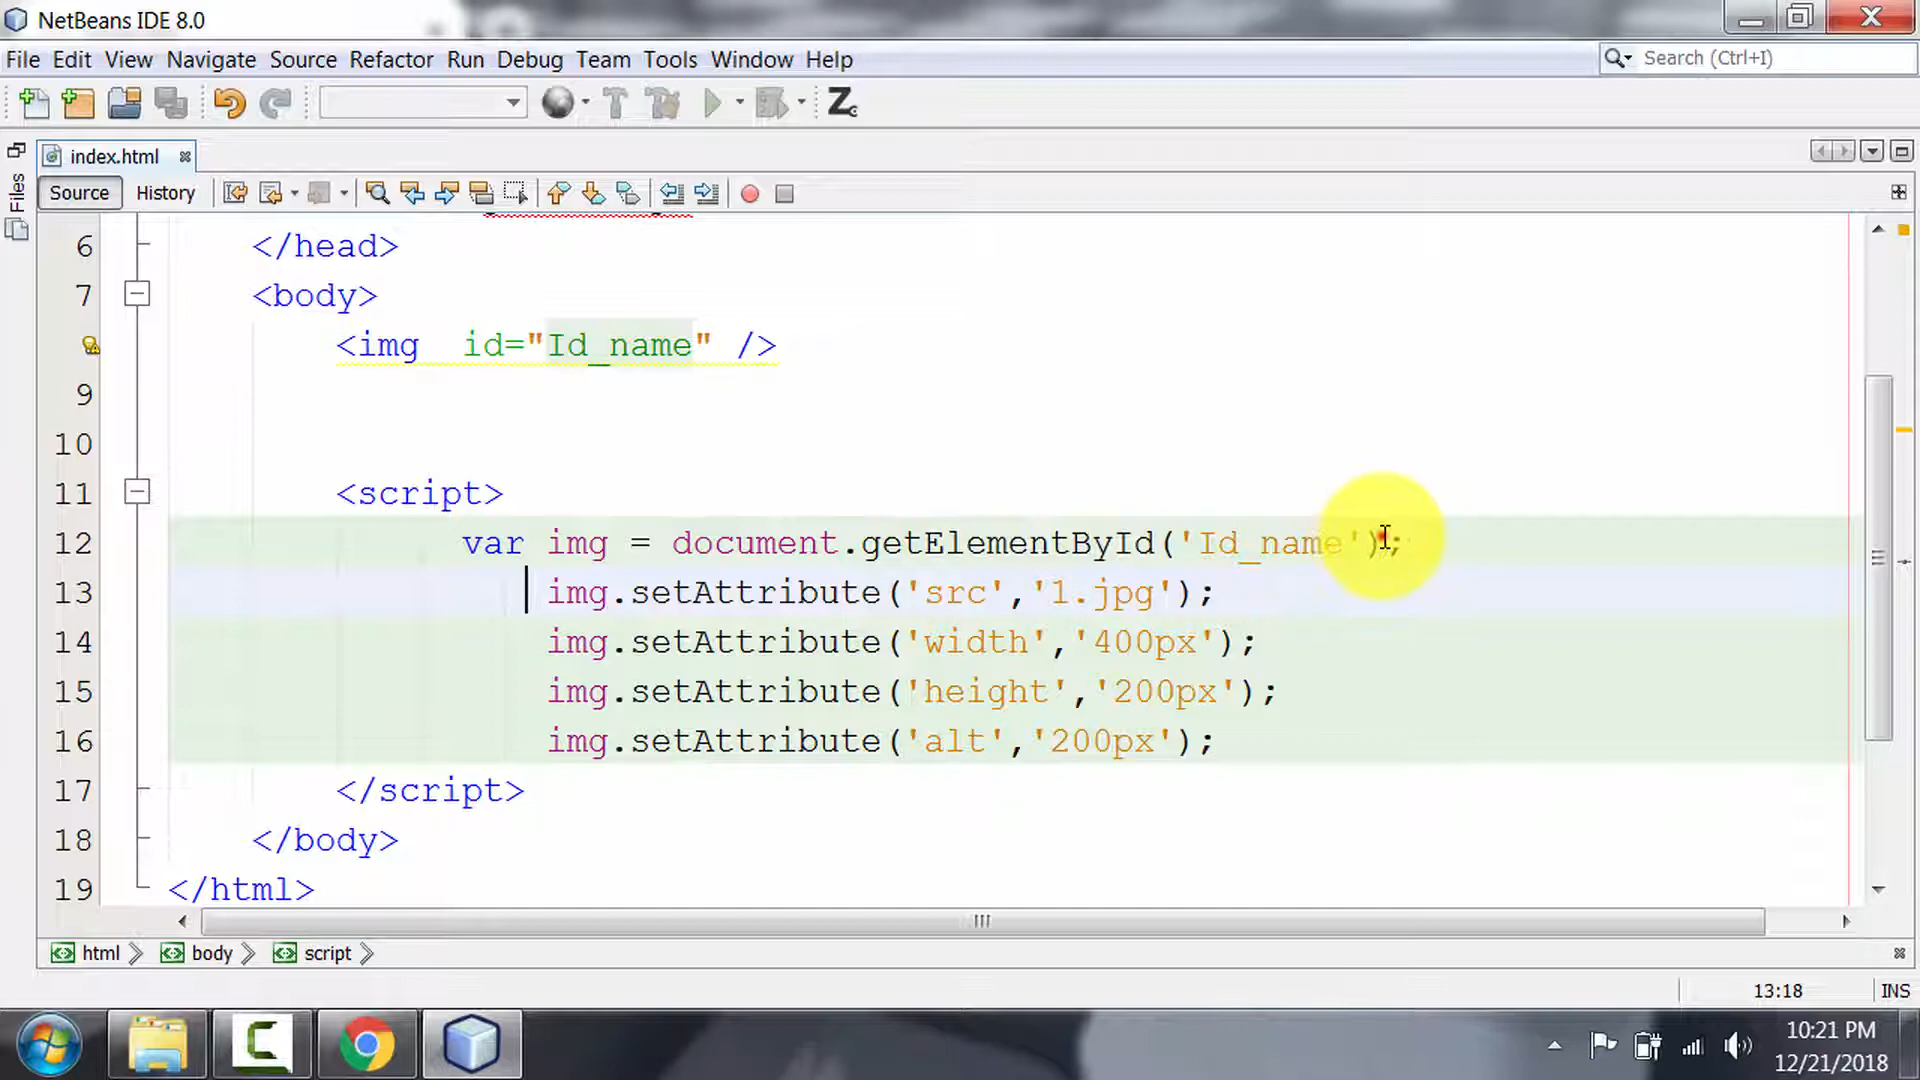 NetBeans IDE 8.0
File Edit View Navigate Source Refactor Run Debug Team Tools Window Help
Search (Ctrl+I)
index.html
Files
Source History
6 </head>
7 <body>
<img  id="Id_name" />
9
10
11 <script>
12 var img = document.getElementById('Id_name');
13 img.setAttribute('src','1.jpg');
14 img.setAttribute('width','400px');
15 img.setAttribute('height','200px');
16 img.setAttribute('alt','200px');
17 </script>
18 </body>
19 </html>
html body script
13:18 INS
10:21 PM
12/21/2018